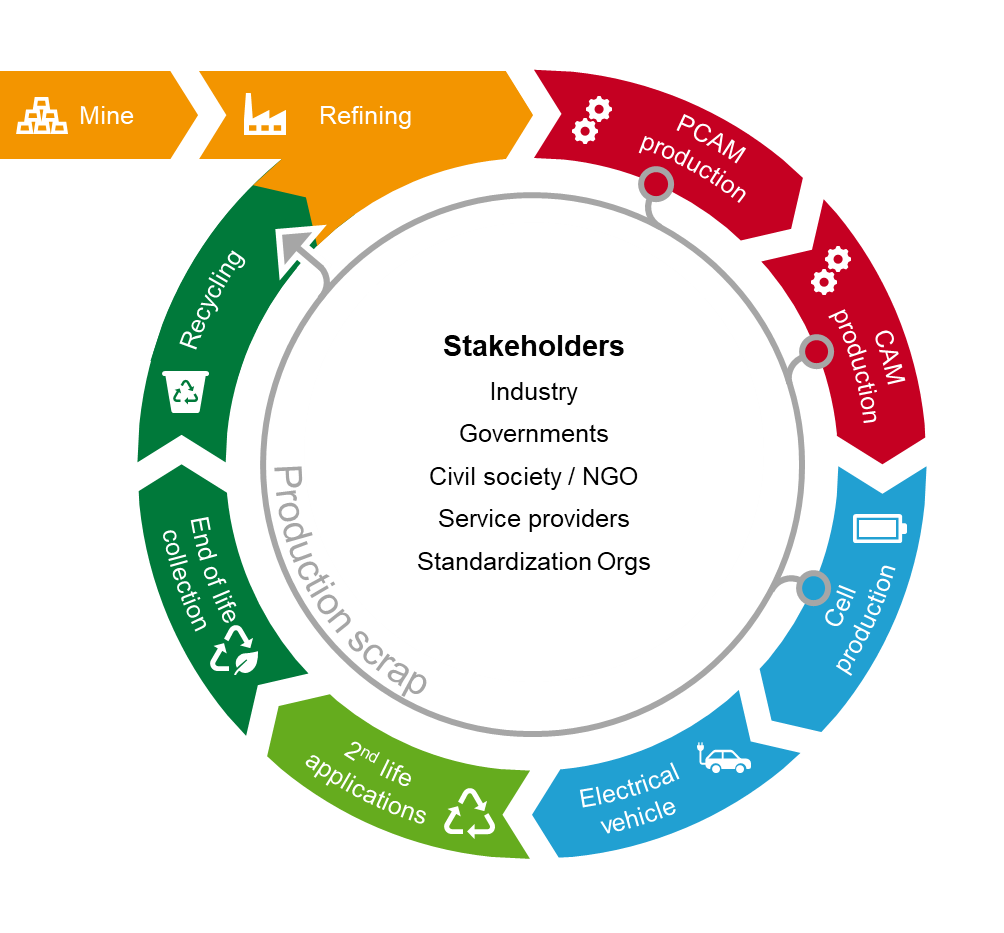 Mine
Refining
PCAM
production
CAM
production
Cell
production
Electrical
vehicle
2nd life
applications
End of life
collection
Recycling
Production scrap
Stakeholders
Industry
Governments
Civil society / NGO
Service providers
Standardization Orgs